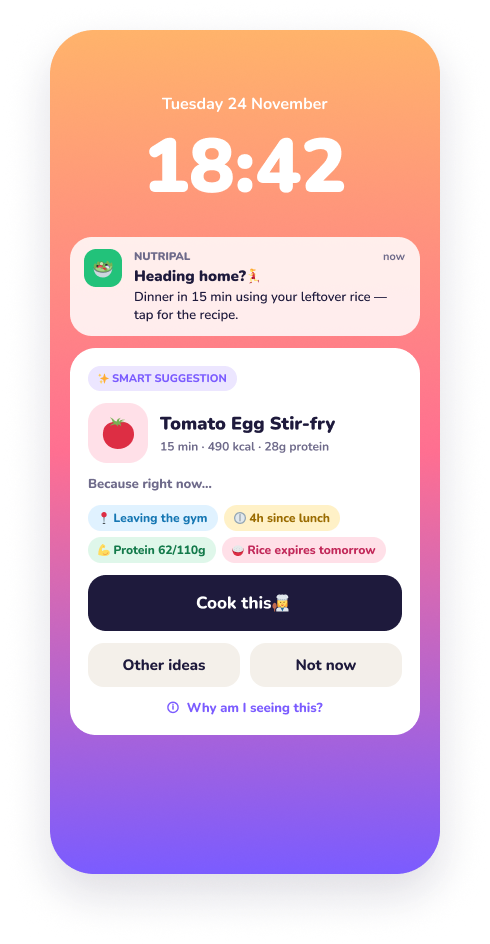 Tuesday 24 November
18:42
NUTRIPAL
now
Heading home?💃
Dinner in 15 min using your leftover rice —
tap for the recipe.
✨ SMART SUGGESTION
Tomato Egg Stir-fry
15 min · 490 kcal · 28g protein
Because right now...
📍 Leaving the gym
🕕 4h since lunch
💪 Protein 62/110g
🍚 Rice expires tomorrow
Cook this👩‍🍳
Other ideas
Not now
ⓘ Why am I seeing this?